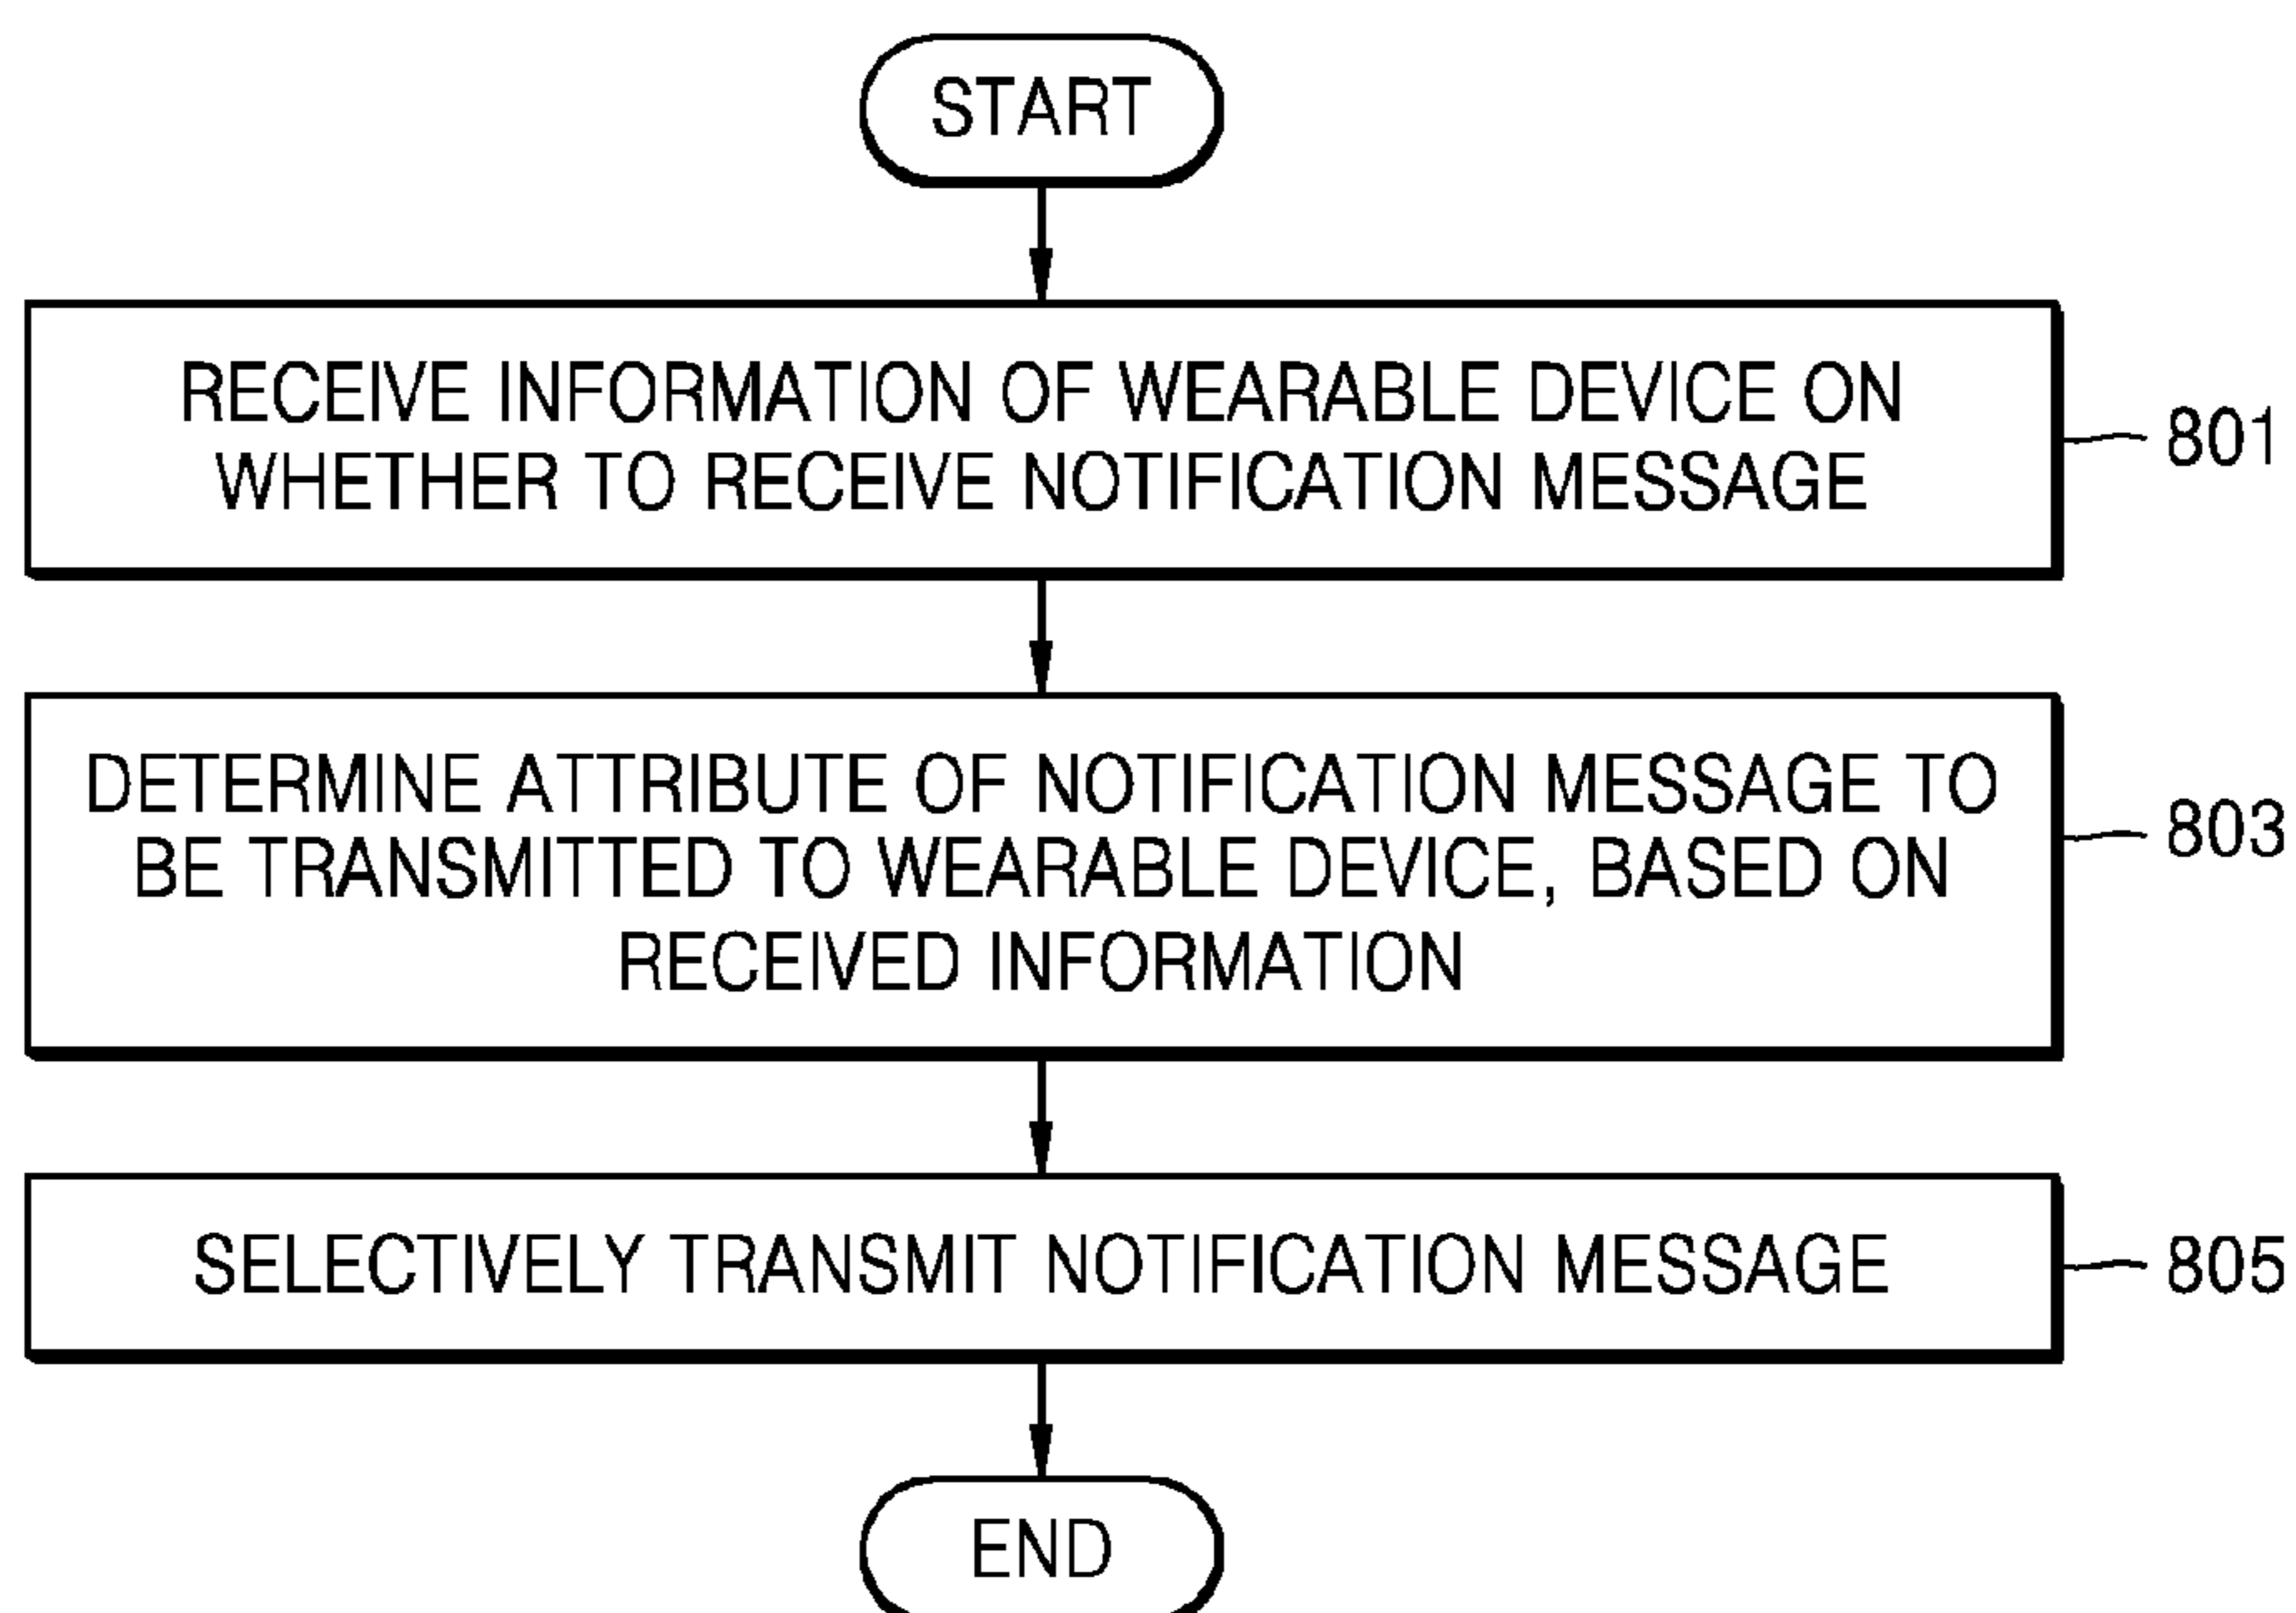 START
RECEIVE INFORMATION OF WEARABLE DEVICE ON
WHETHER TO RECEIVE NOTIFICATION MESSAGE
801
DETERMINE ATTRIBUTE OF NOTIFICATION MESSAGE TO
BE TRANSMITTED TO WEARABLE DEVICE, BASED ON
RECEIVED INFORMATION
803
SELECTIVELY TRANSMIT NOTIFICATION MESSAGE
805
END